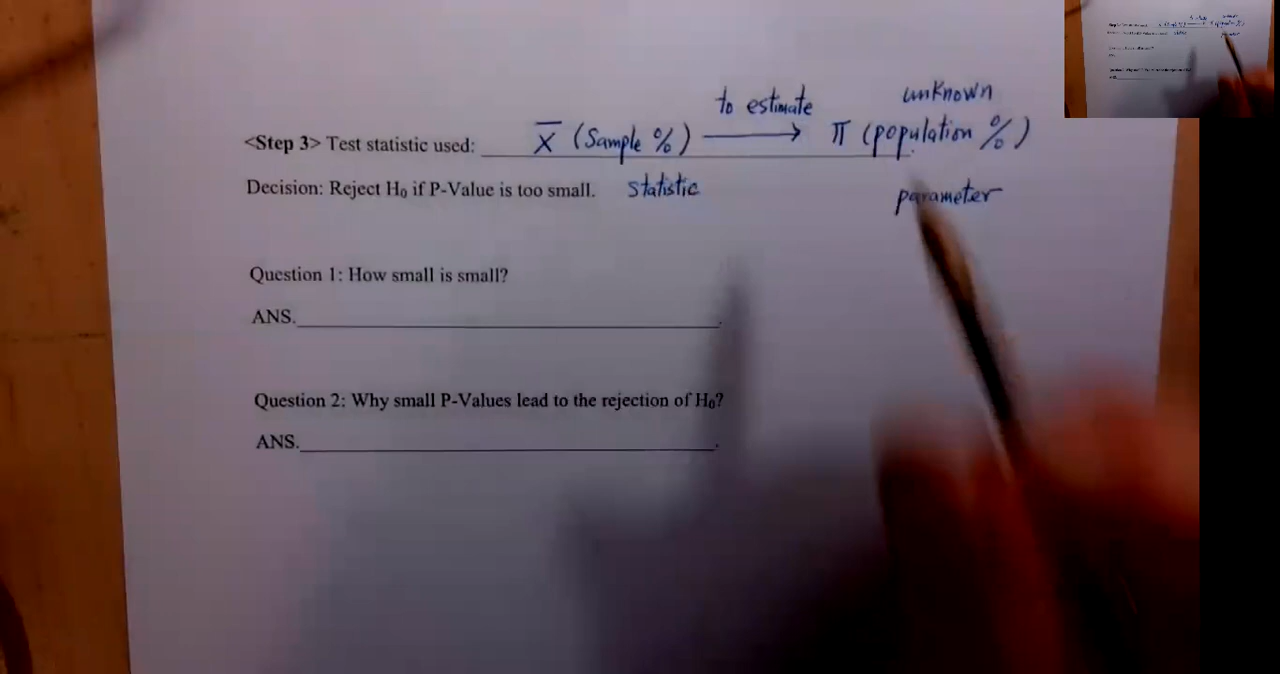 to estimate unknown
<Step 3> Test statistic used: x̄ (Sample %) → π (population %)
Decision: Reject H₀ if P-Value is too small. Statistic parameter
Question 1: How small is small?
ANS.____________________.
Question 2: Why small P-Values lead to the rejection of H₀?
ANS.____________________.